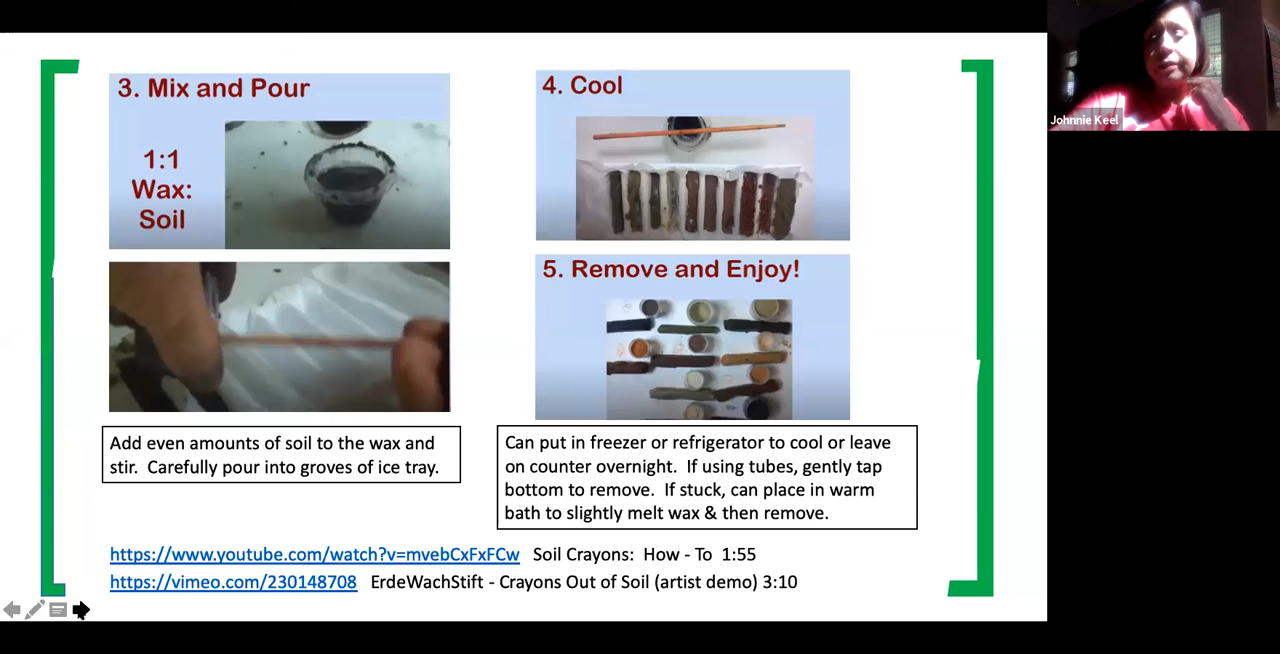 3. Mix and Pour
1:1
Wax:
Soil
Add even amounts of soil to the wax and
stir.  Carefully pour into groves of ice tray.
4. Cool
5. Remove and Enjoy!
Can put in freezer or refrigerator to cool or leave
on counter overnight.  If using tubes, gently tap
bottom to remove.  If stuck, can place in warm
bath to slightly melt wax & then remove.
https://www.youtube.com/watch?v=mvebCxFxFCw   Soil Crayons:  How - To  1:55
https://vimeo.com/230148708   ErdeWachStift - Crayons Out of Soil (artist demo) 3:10
Johnnie Keel